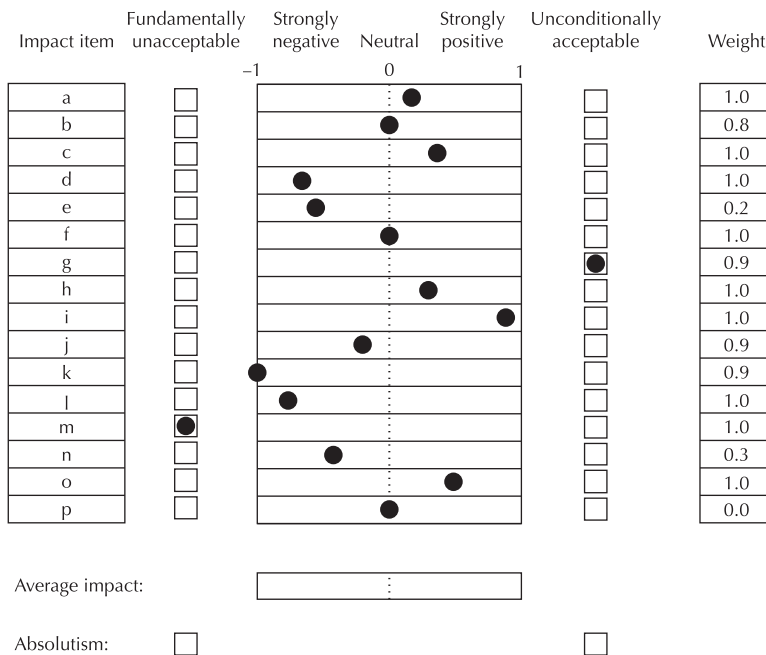 Fundamentally Strongly Strongly Unconditionally
Impact item unacceptable negative Neutral positive acceptable Weight
–1 0 1
a 1.0
b 0.8
c 1.0
d 1.0
e 0.2
f 1.0
g 0.9
h 1.0
i 1.0
j 0.9
k 0.9
l 1.0
m 1.0
n 0.3
o 1.0
p 0.0
Average impact:
Absolutism: